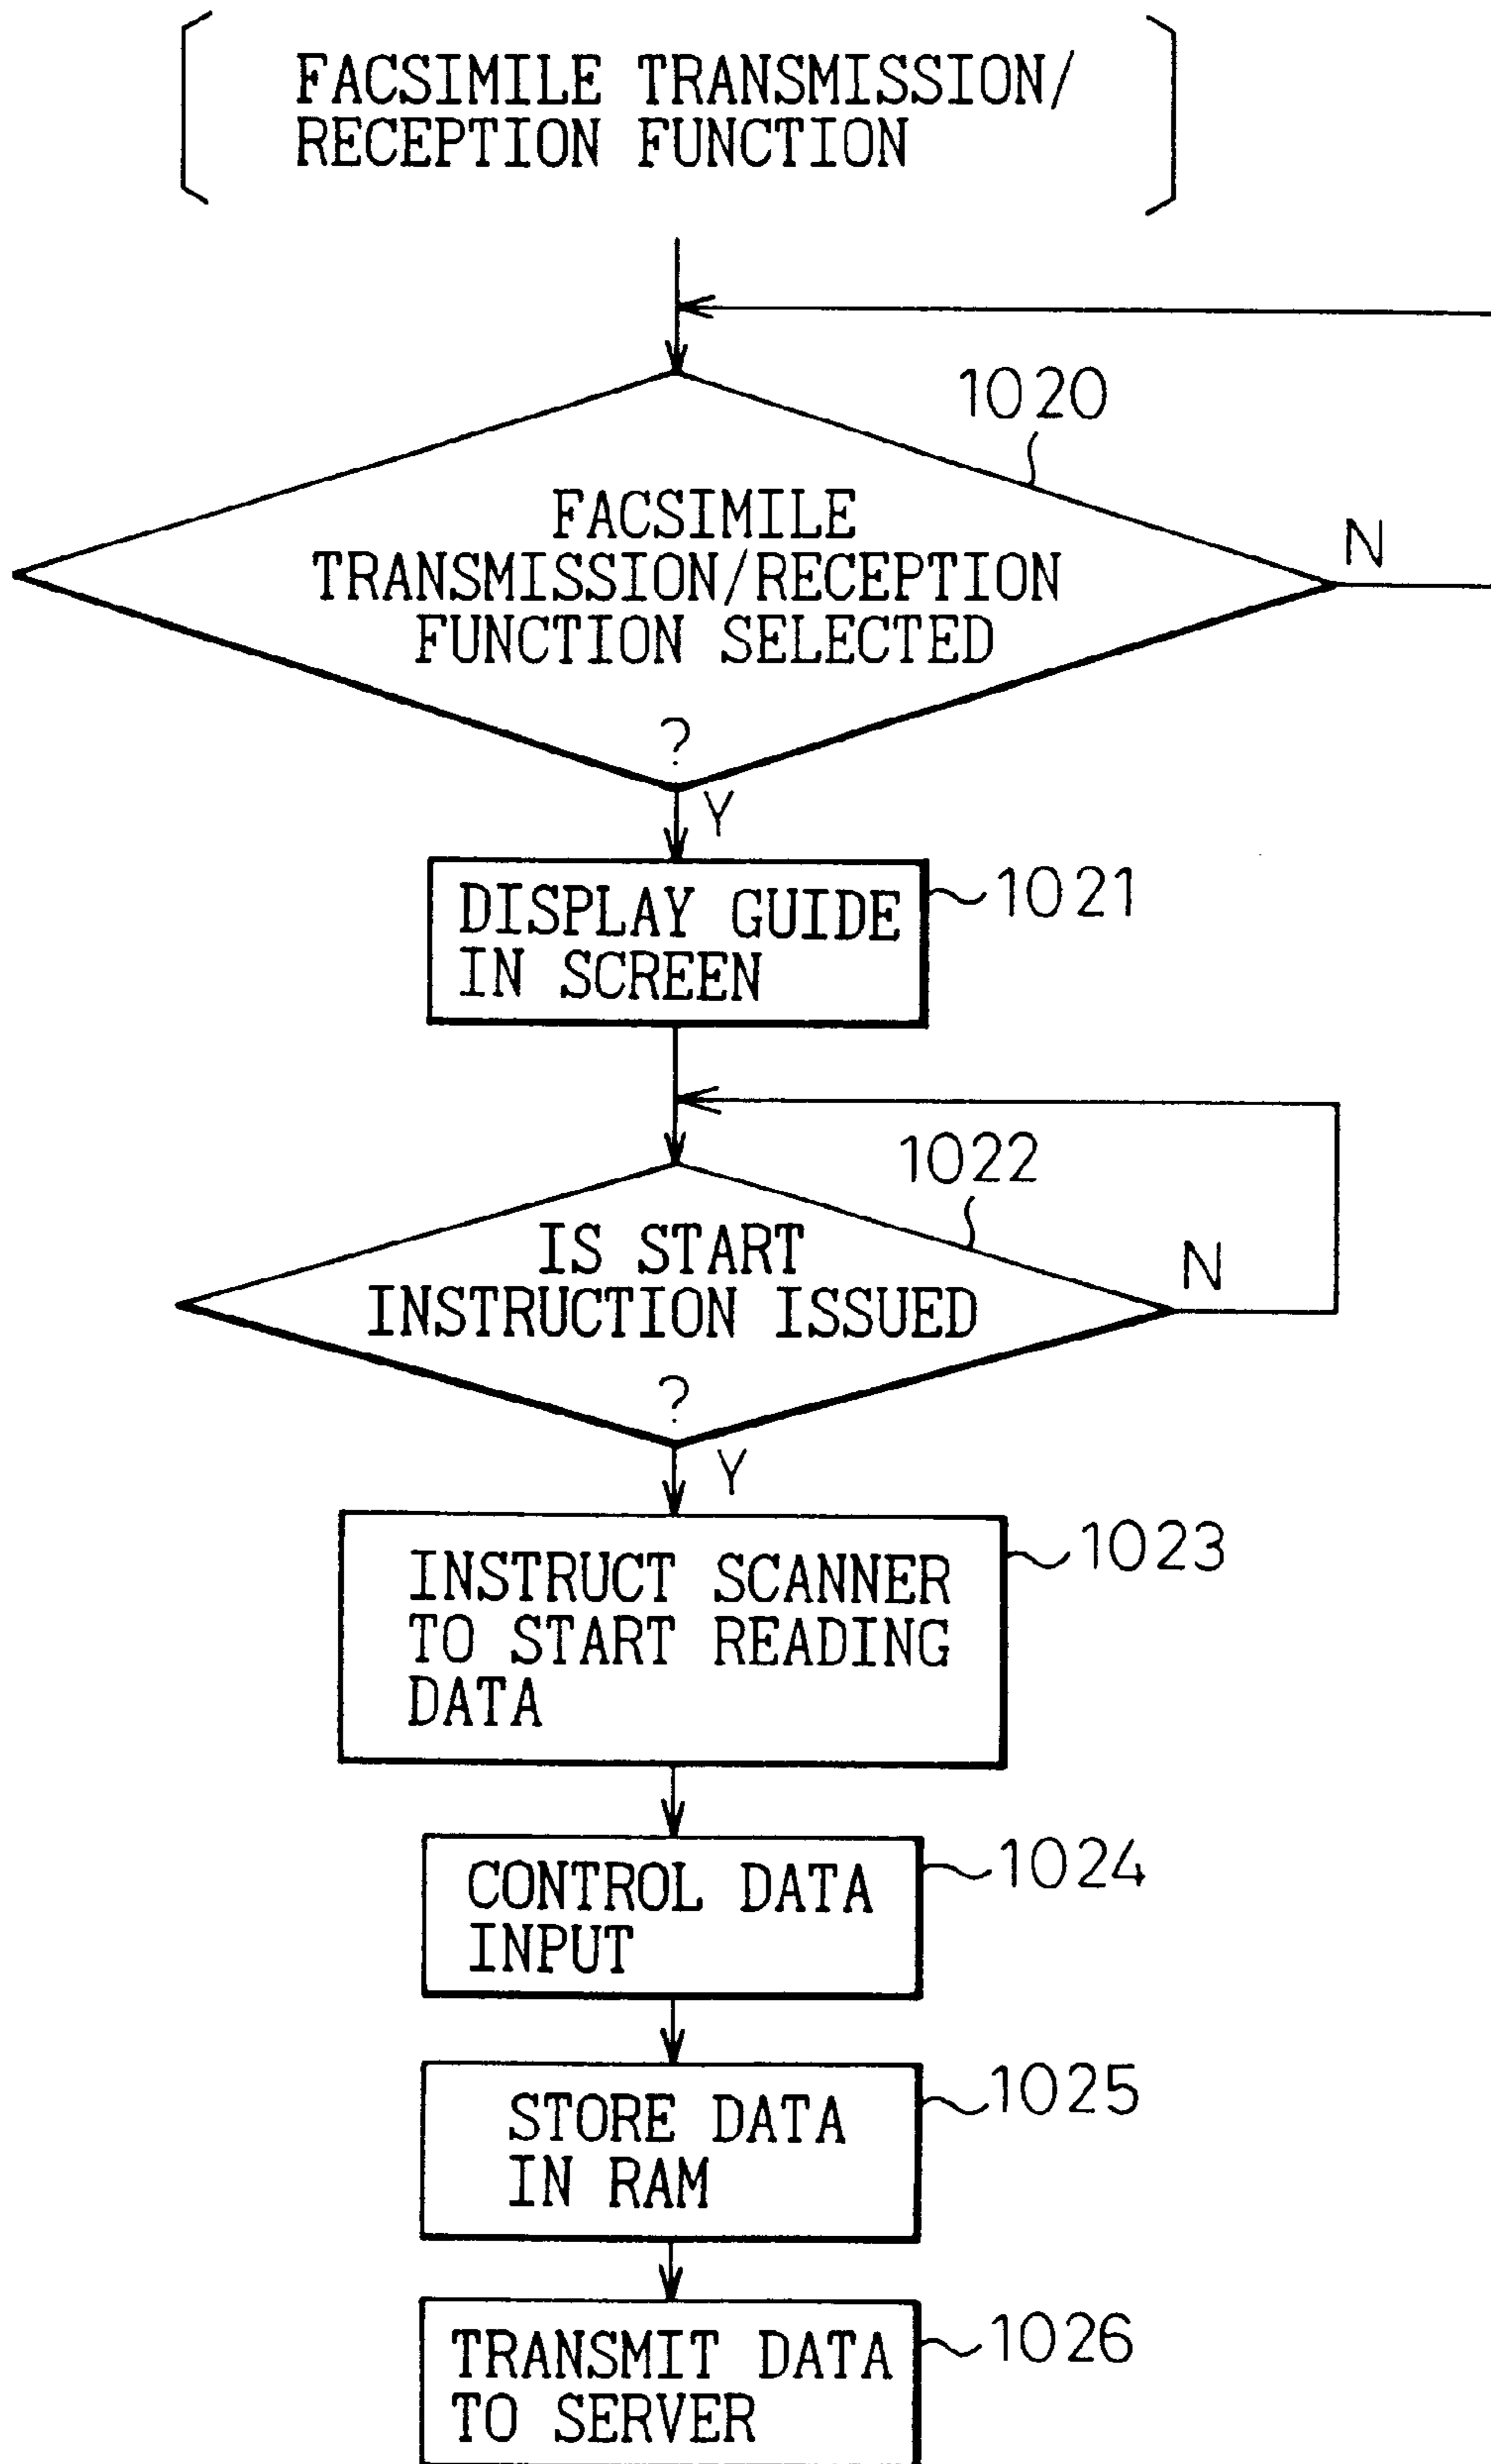 FACSIMILE TRANSMISSION/
RECEPTION FUNCTION
1020
FACSIMILE
TRANSMISSION/RECEPTION
FUNCTION SELECTED
?
N
Y
DISPLAY GUIDE
IN SCREEN
1021
1022
IS START
INSTRUCTION ISSUED
?
N
Y
INSTRUCT SCANNER
TO START READING
DATA
1023
CONTROL DATA
INPUT
1024
STORE DATA
IN RAM
1025
TRANSMIT DATA
TO SERVER
1026